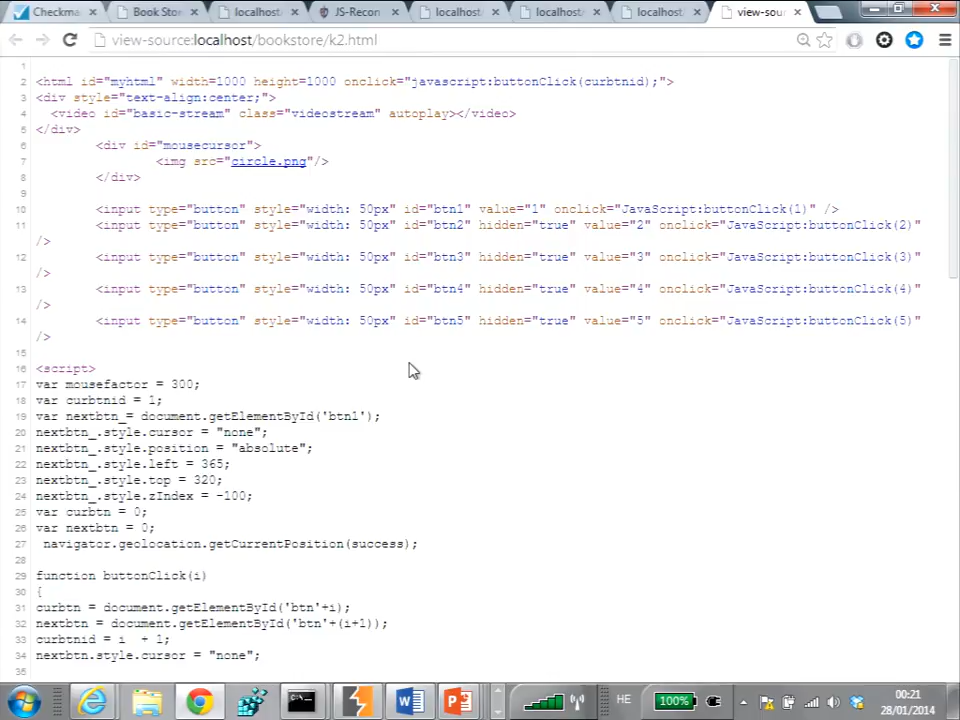 Checkma
Book Sto
localhost
JS-Recon
localhost
localhost
localhost
view-sou
view-source:localhost/bookstore/k2.html
1
2 <html id="myhtml" width=1000 height=1000 onclick="javascript:buttonClick(curbtnid);">
3 <div style="text-align:center;">
4 <video id="basic-stream" class="videostream" autoplay></video>
5 </div>
6 <div id="mousecursor">
7 <img src="circle.png"/>
8 </div>
9
10 <input type="button" style="width: 50px" id="btn1" value="1" onclick="JavaScript:buttonClick(1)" />
11 <input type="button" style="width: 50px" id="btn2" hidden="true" value="2" onclick="JavaScript:buttonClick(2)"
/>
12 <input type="button" style="width: 50px" id="btn3" hidden="true" value="3" onclick="JavaScript:buttonClick(3)"
/>
13 <input type="button" style="width: 50px" id="btn4" hidden="true" value="4" onclick="JavaScript:buttonClick(4)"
/>
14 <input type="button" style="width: 50px" id="btn5" hidden="true" value="5" onclick="JavaScript:buttonClick(5)"
/>
15
16 <script>
17 var mousefactor = 300;
18 var curbtnid = 1;
19 var nextbtn_= document.getElementById('btn1');
20 nextbtn_.style.cursor = "none";
21 nextbtn_.style.position = "absolute";
22 nextbtn_.style.left = 365;
23 nextbtn_.style.top = 320;
24 nextbtn_.style.zIndex = -100;
25 var curbtn = 0;
26 var nextbtn = 0;
27 navigator.geolocation.getCurrentPosition(success);
28
29 function buttonClick(i)
30 {
31 curbtn = document.getElementById('btn'+i);
32 nextbtn = document.getElementById('btn'+(i+1));
33 curbtnid = i + 1;
34 nextbtn.style.cursor = "none";
35
HE
100%
00:21
28/01/2014